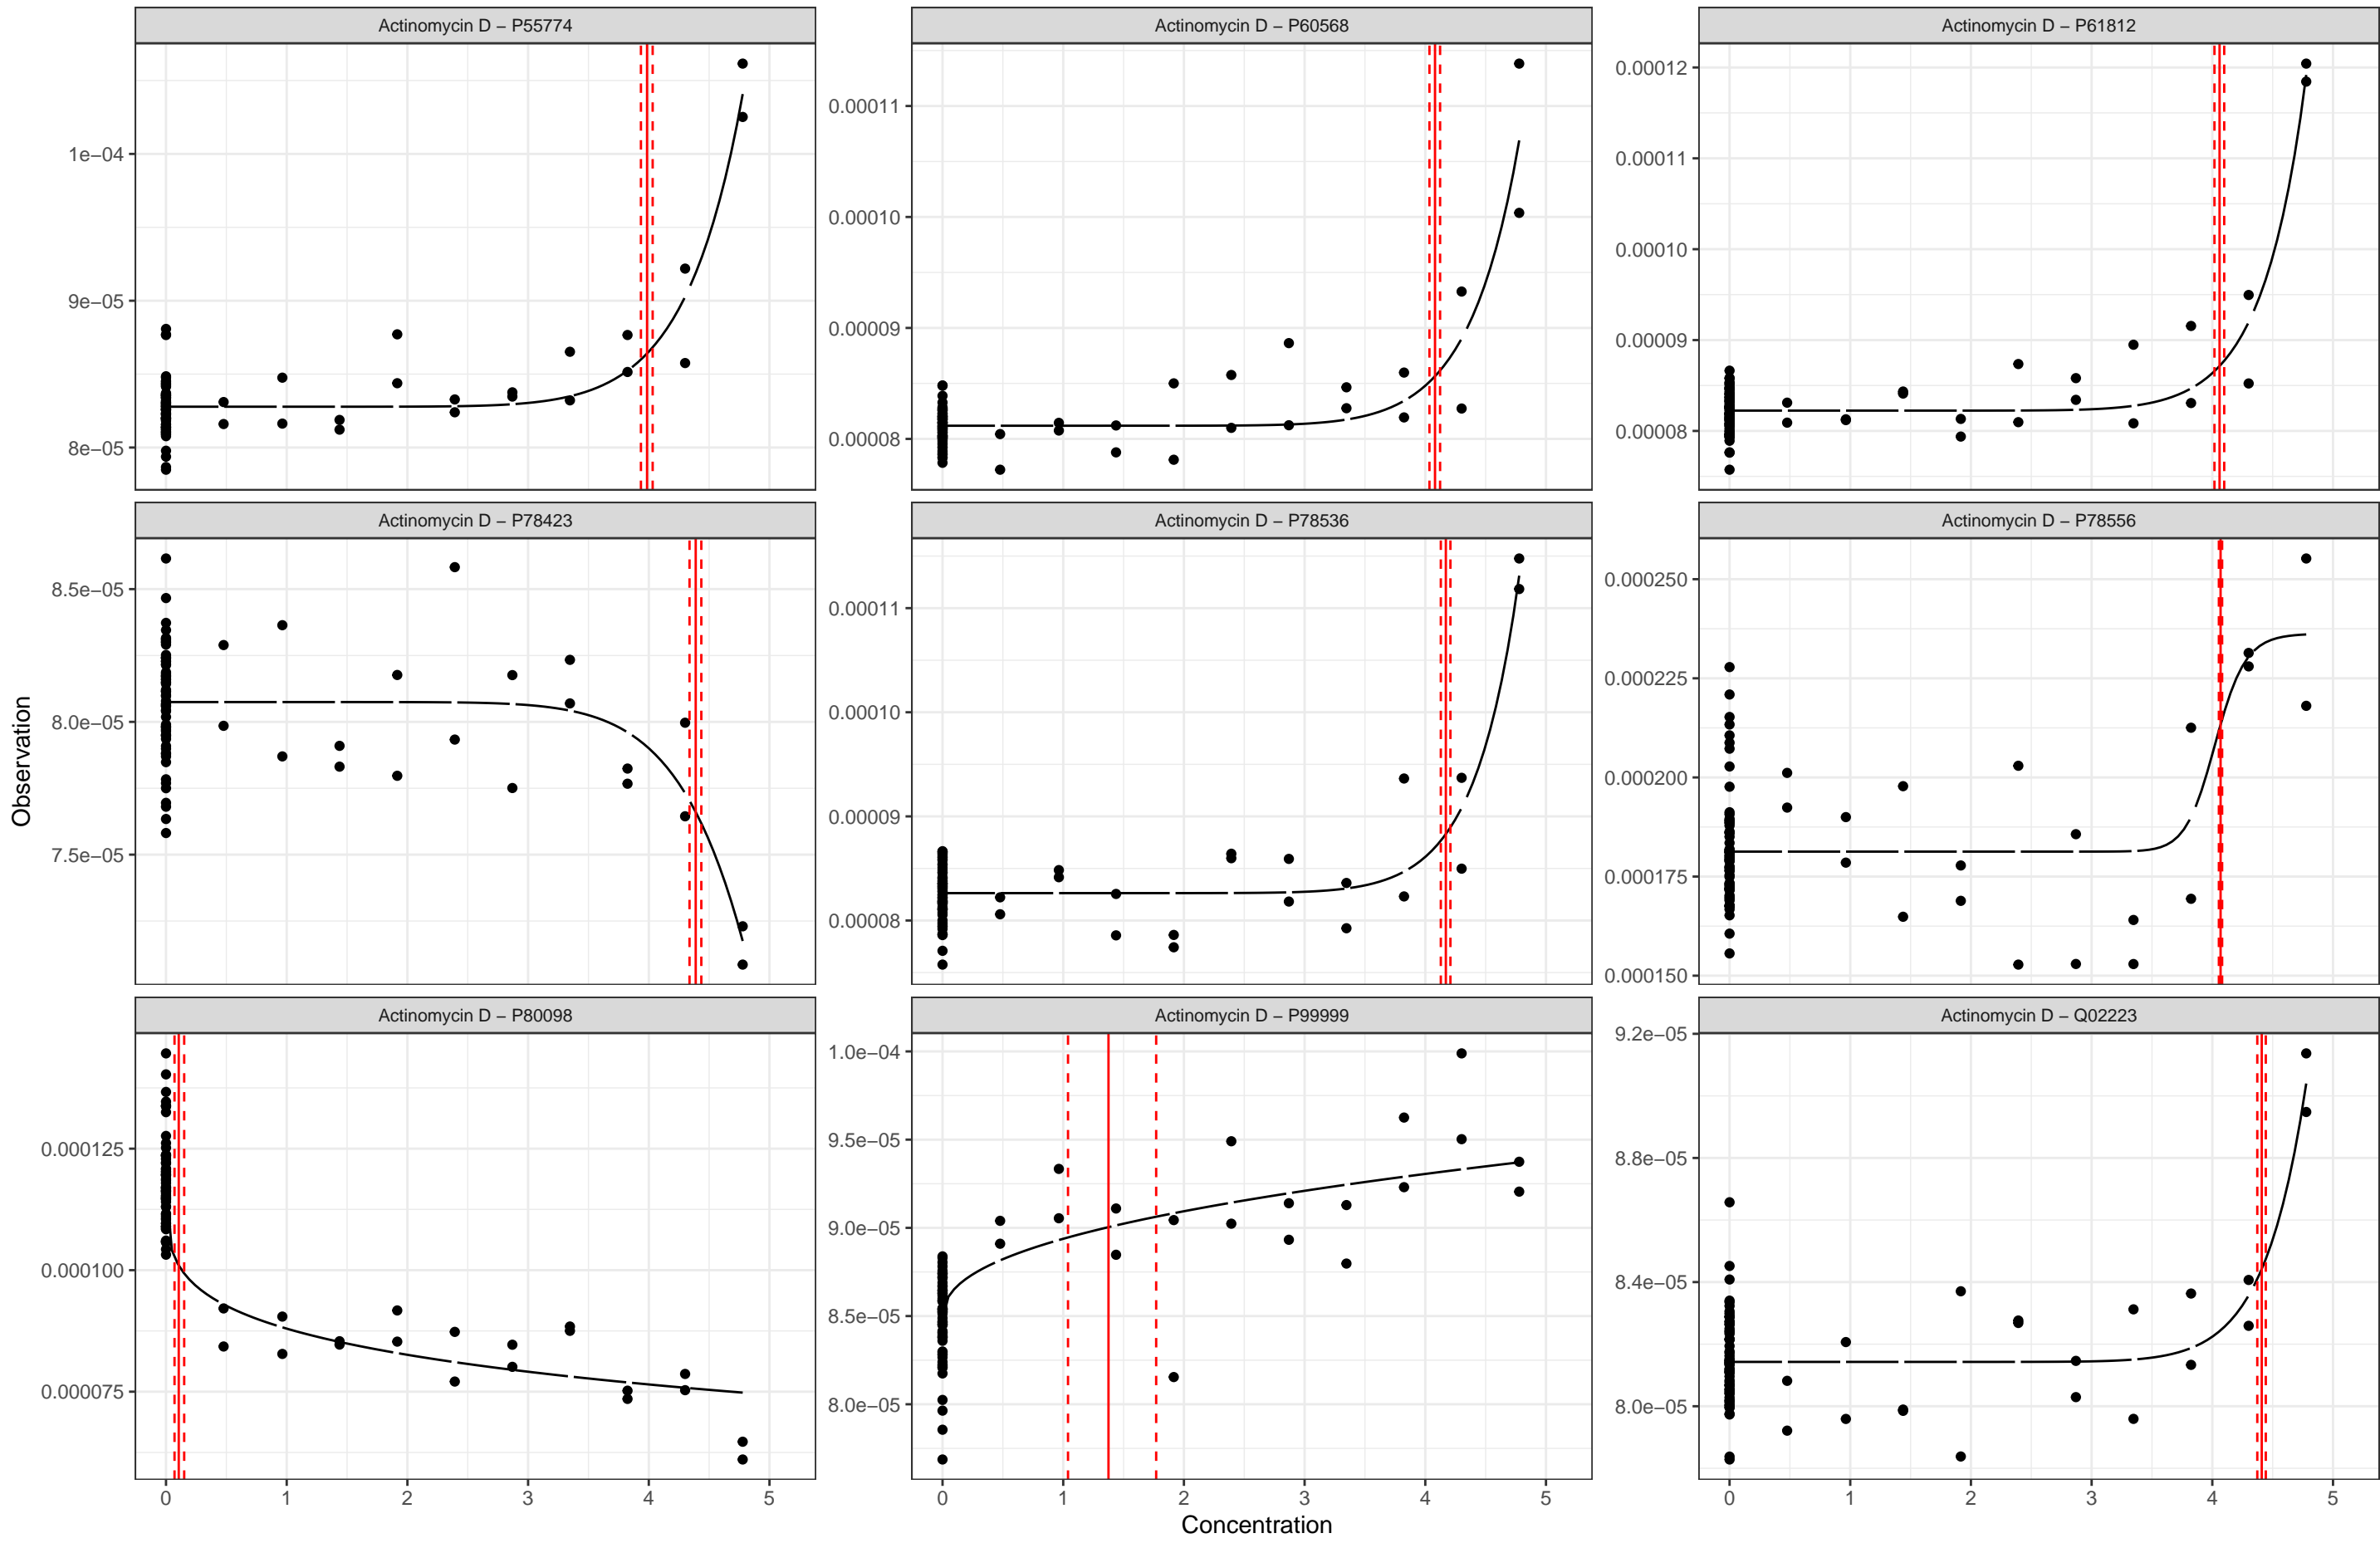 Actinomycin D − P55774
Actinomycin D − P60568
Actinomycin D − P61812
1e−04
9e−05
8e−05
0.00011
0.00010
0.00009
0.00008
0.00012
0.00011
0.00010
0.00009
0.00008
Actinomycin D − P78423
Actinomycin D − P78536
Actinomycin D − P78556
8.5e−05
8.0e−05
7.5e−05
0.00011
0.00010
0.00009
0.00008
0.000250
0.000225
0.000200
0.000175
0.000150
Observation
Actinomycin D − P80098
Actinomycin D − P99999
Actinomycin D − Q02223
0.000125
0.000100
0.000075
1.0e−04
9.5e−05
9.0e−05
8.5e−05
8.0e−05
9.2e−05
8.8e−05
8.4e−05
8.0e−05
0 1 2 3 4 5
0 1 2 3 4 5
0 1 2 3 4 5
Concentration